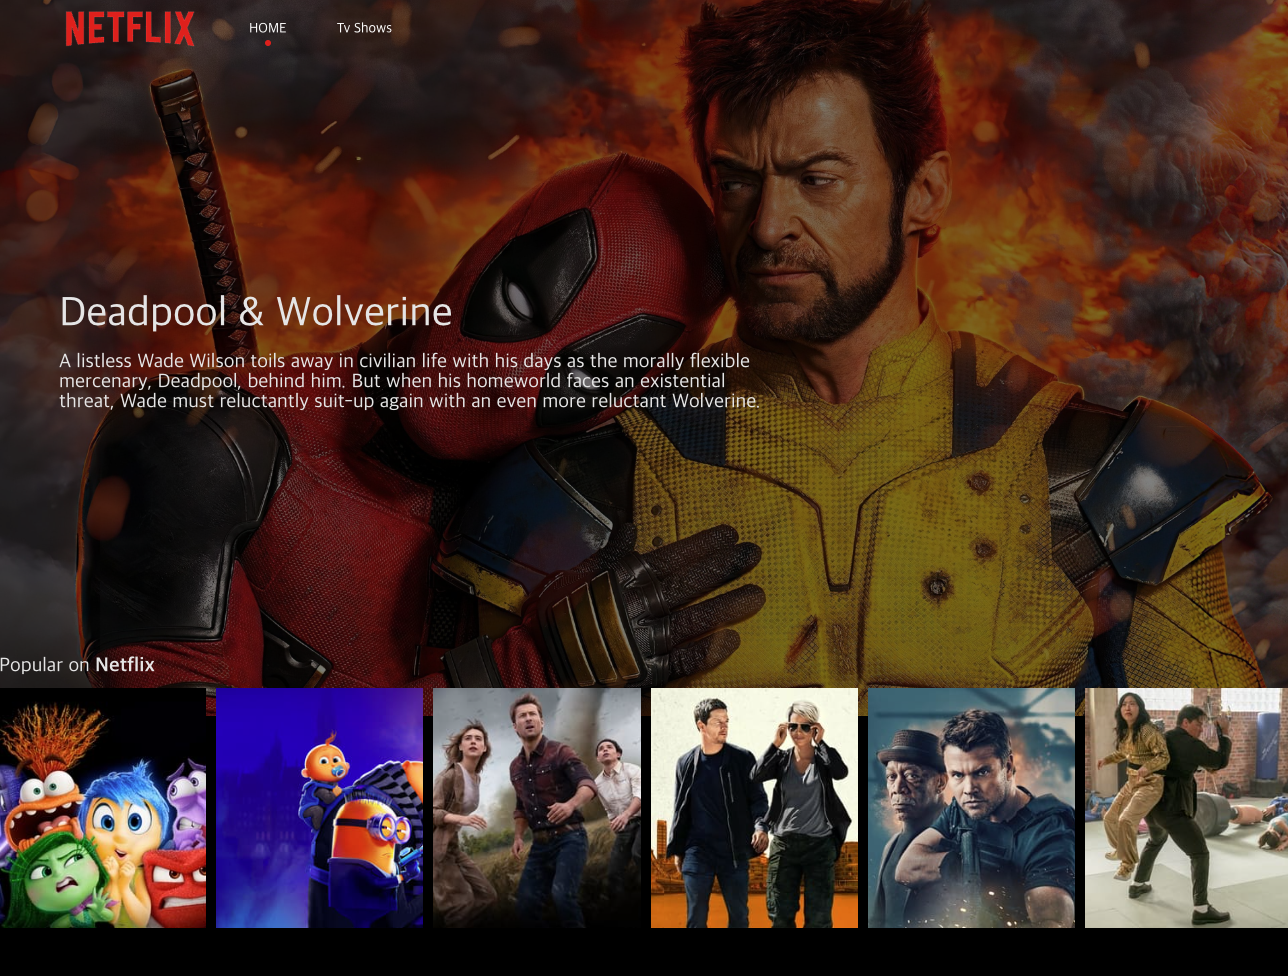 NETFLIX HOME Tv Shows
Deadpool & Wolverine
A listless Wade Wilson toils away in civilian life with his days as the morally flexible
mercenary, Deadpool, behind him. But when his homeworld faces an existential
threat, Wade must reluctantly suit-up again with an even more reluctant Wolverine.
Popular on Netflix